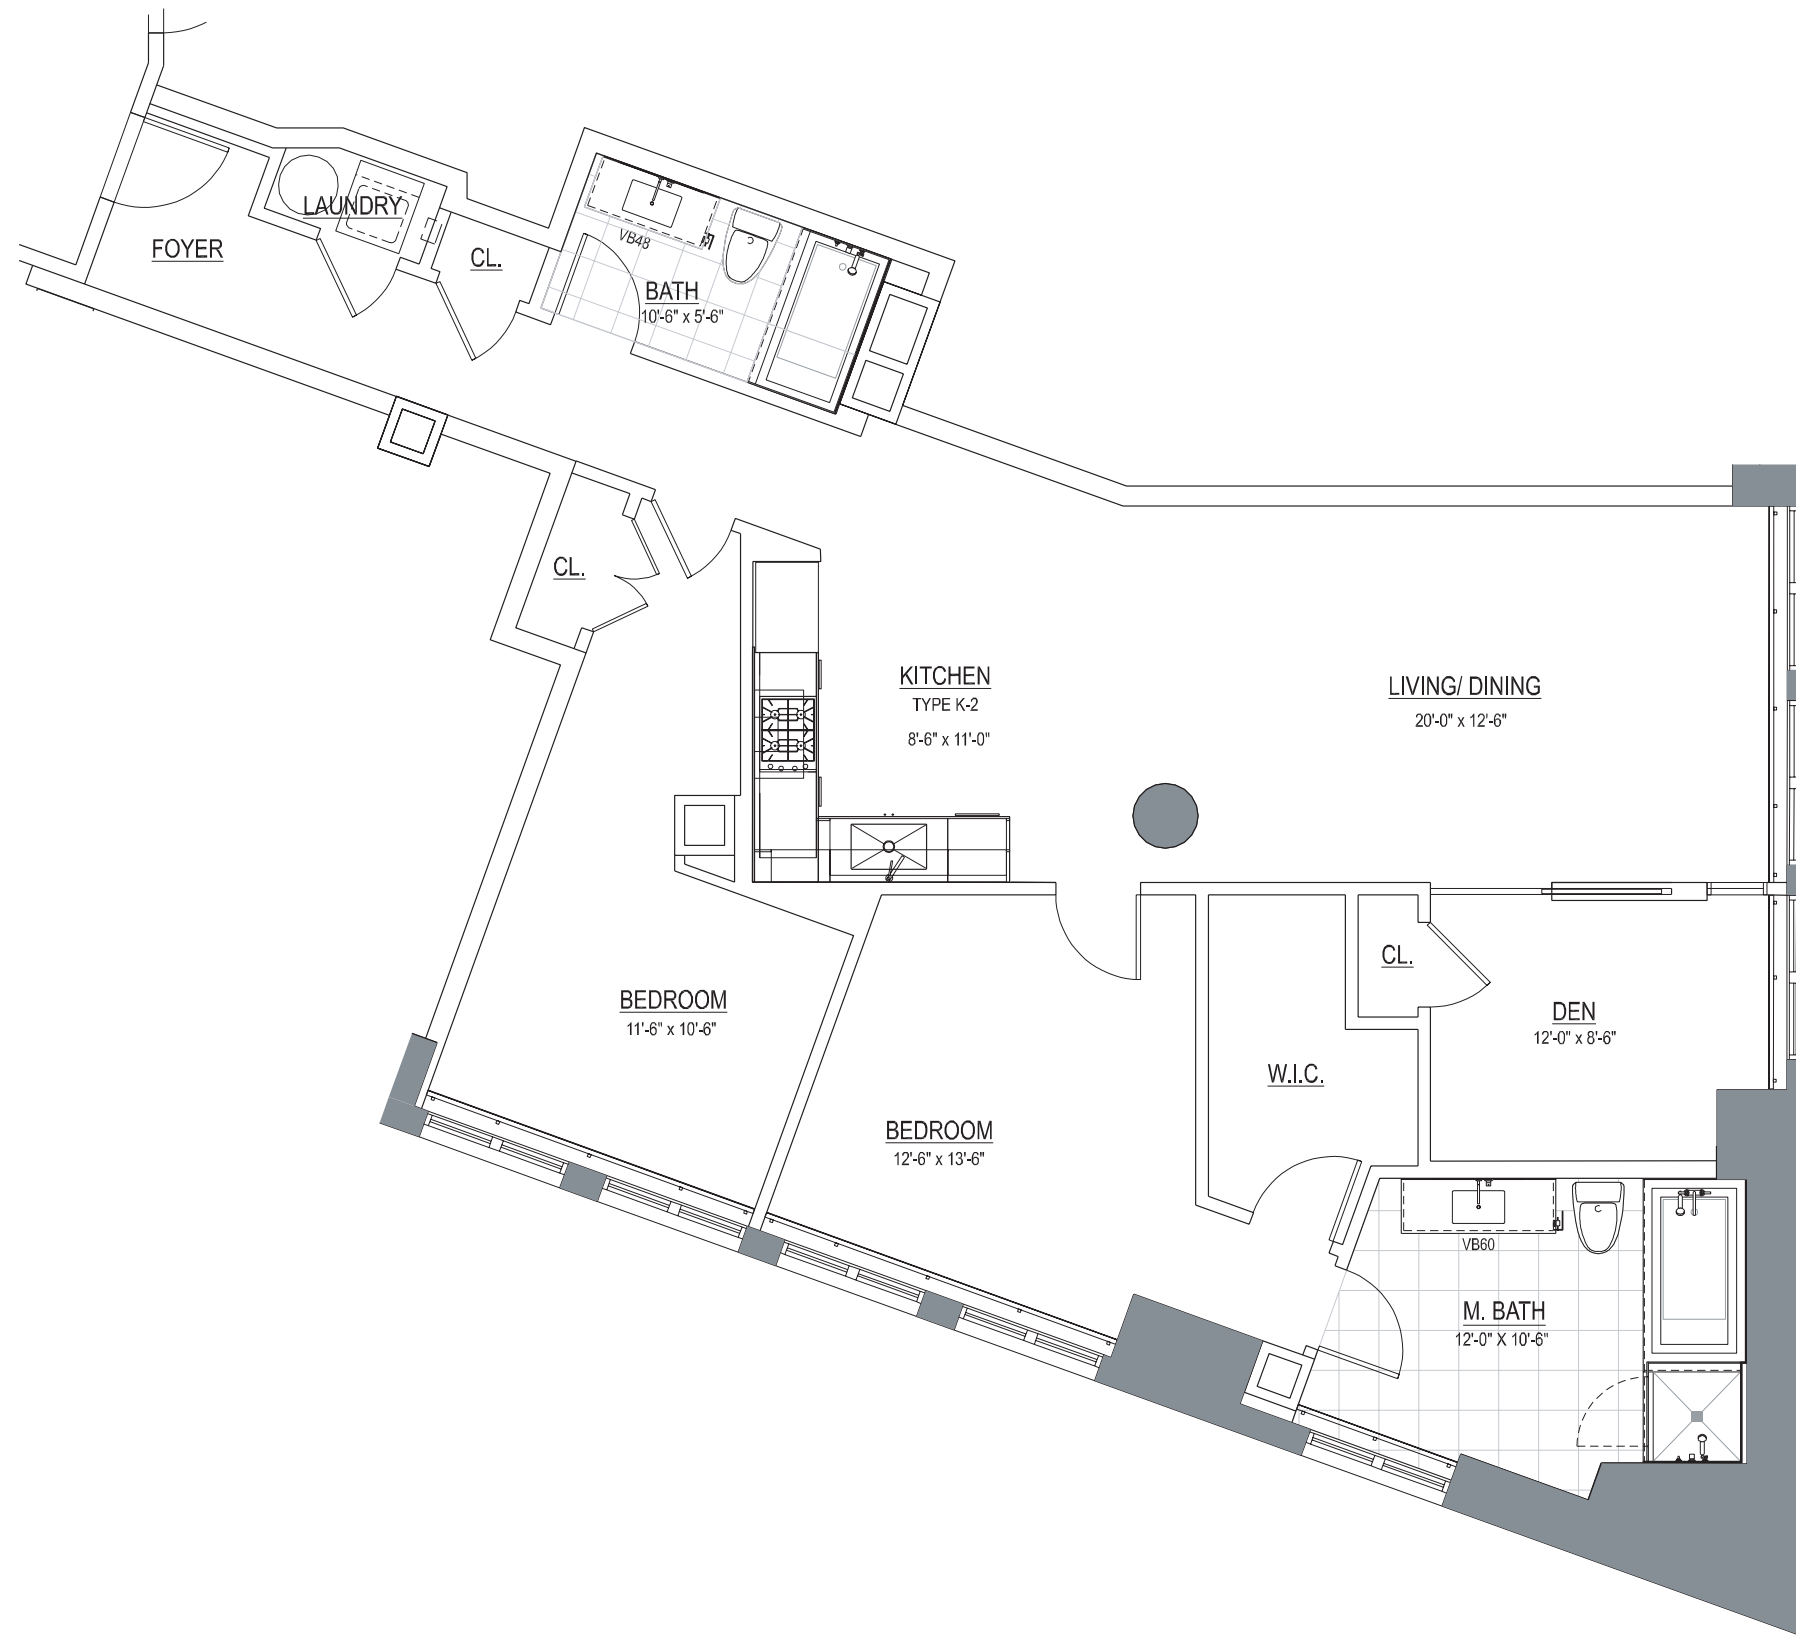 LAUNDRY
FOYER
CL.
VB48
BATH
10'-6" x 5'-6"
CL.
KITCHEN
TYPE K-2
8'-6" x 11'-0"
LIVING/ DINING
20'-0" x 12'-6"
CL.
BEDROOM
11'-6" x 10'-6"
DEN
12'-0" x 8'-6"
W.I.C.
BEDROOM
12'-6" x 13'-6"
VB60
M. BATH
12'-0" X 10'-6"